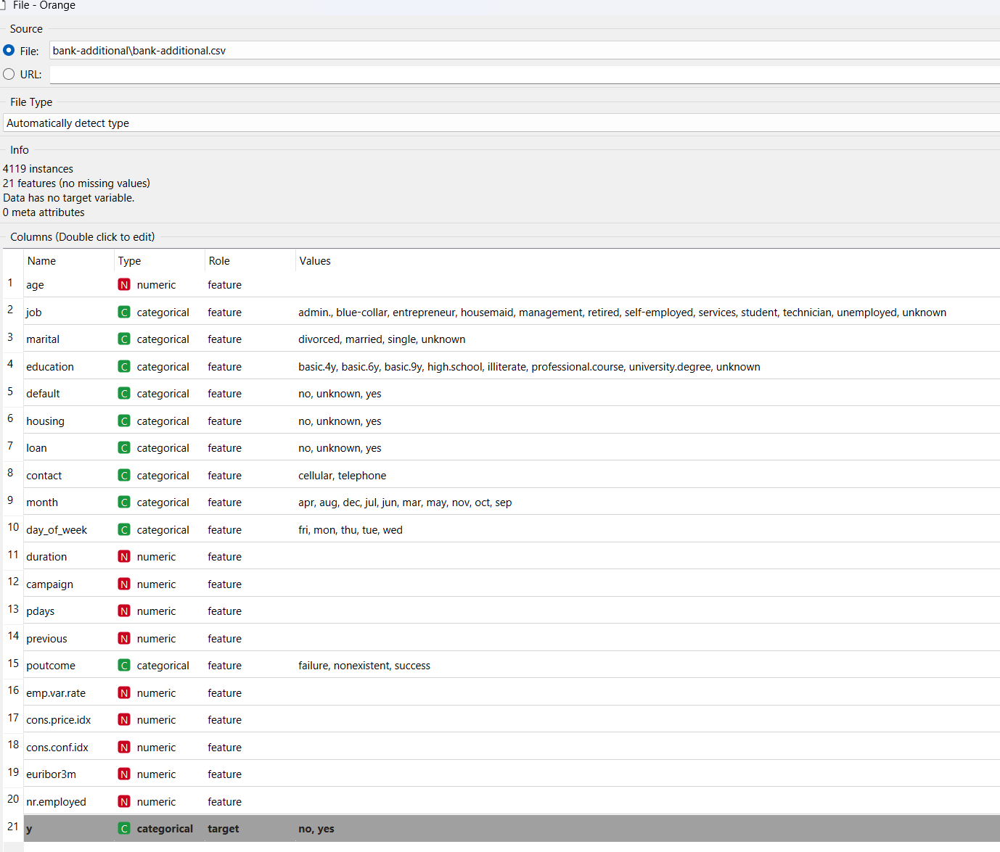 File - Orange
Source
File: bank-additional\bank-additional.csv
URL:
File Type
Automatically detect type
Info
4119 instances
21 features (no missing values)
Data has no target variable.
0 meta attributes
Columns (Double click to edit)
Name Type Role Values
1 age N numeric feature
2 job C categorical feature admin., blue-collar, entrepreneur, housemaid, management, retired, self-employed, services, student, technician, unemployed, unknown
3 marital C categorical feature divorced, married, single, unknown
4 education C categorical feature basic.4y, basic.6y, basic.9y, high.school, illiterate, professional.course, university.degree, unknown
5 default C categorical feature no, unknown, yes
6 housing C categorical feature no, unknown, yes
7 loan C categorical feature no, unknown, yes
8 contact C categorical feature cellular, telephone
9 month C categorical feature apr, aug, dec, jul, jun, mar, may, nov, oct, sep
10 day_of_week C categorical feature fri, mon, thu, tue, wed
11 duration N numeric feature
12 campaign N numeric feature
13 pdays N numeric feature
14 previous N numeric feature
15 poutcome C categorical feature failure, nonexistent, success
16 emp.var.rate N numeric feature
17 cons.price.idx N numeric feature
18 cons.conf.idx N numeric feature
19 euribor3m N numeric feature
20 nr.employed N numeric feature
21 y C categorical target no, yes